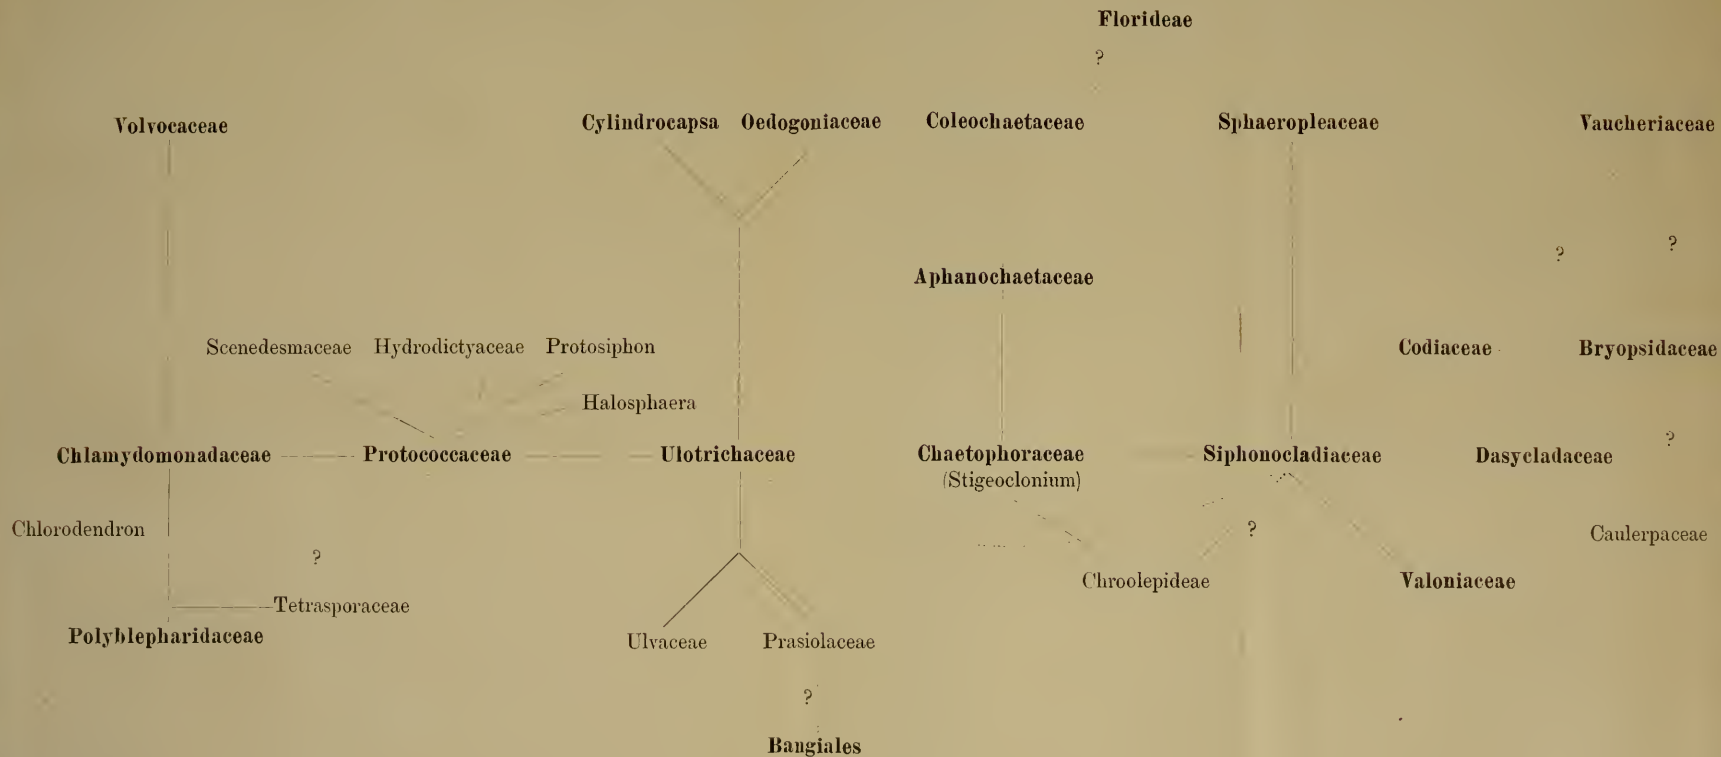 Florideae
?
Volvocaceae Cylindrocapsa Oedogoniaceae Coleochaetaceae Sphaeropleaceae Vaucheriaceae
? ?
Aphanochaetaceae
Scenedesmaceae Hydrodictyaceae Protosiphon Codiaceae Bryopsidaceae
Halosphaera
?
Chlamydomonadaceae Protococcaceae Ulotrichaceae Chaetophoraceae Siphonocladiaceae Dasycladaceae
(Stigeoclonium)
Chlorodendron ? Caulerpaceae
?
Chroolepideae Valoniaceae
Tetrasporaceae
Polyblepharidaceae Ulvaceae Prasiolaceae
?
Bangiales